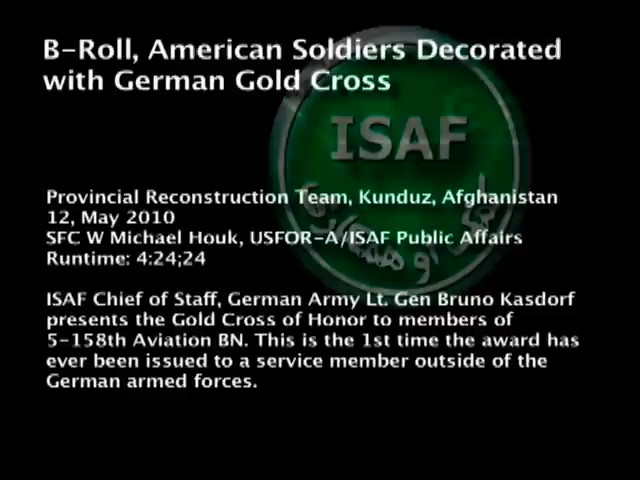 B-Roll, American Soldiers Decorated
with German Gold Cross
ISAF
Provincial Reconstruction Team, Kunduz, Afghanistan
12, May 2010
SFC W Michael Houk, USFOR-A/ISAF Public Affairs
Runtime: 4:24;24
کمک او همکاری
ISAF Chief of Staff, German Army Lt. Gen Bruno Kasdorf
presents the Gold Cross of Honor to members of
5-158th Aviation BN. This is the 1st time the award has
ever been issued to a service member outside of the
German armed forces.